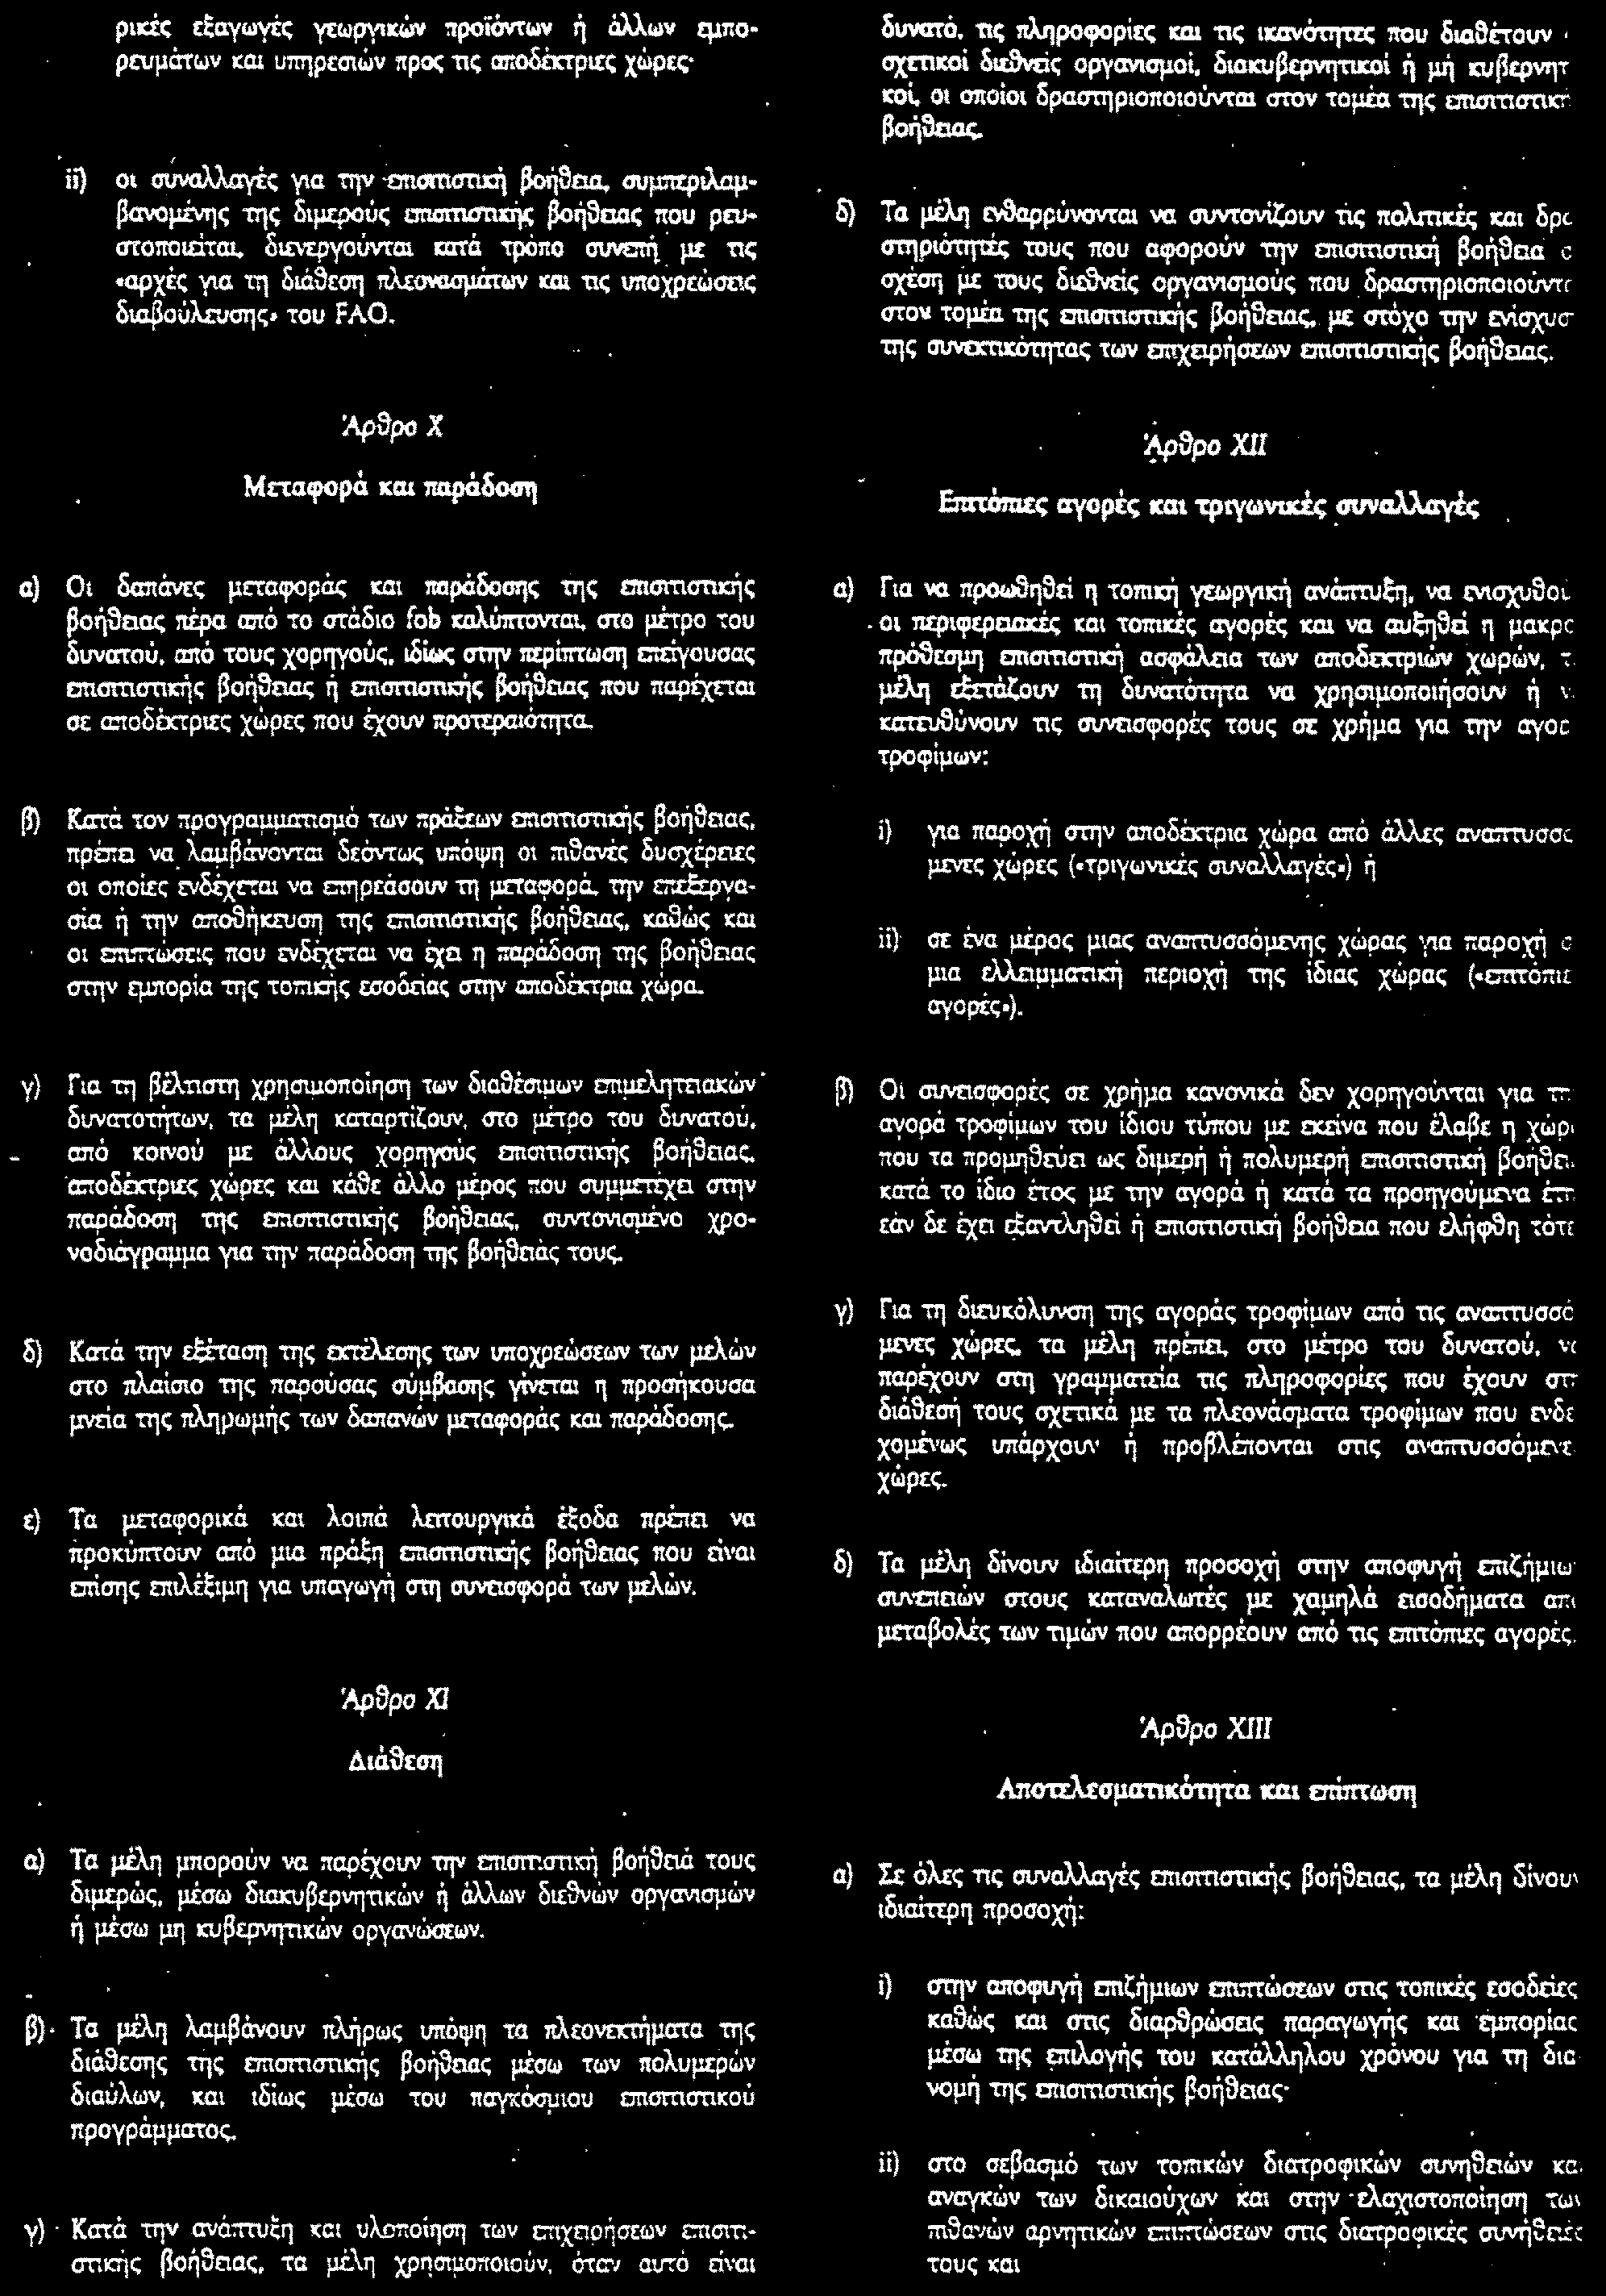 ρικές εξαγωγές γεωργικών προϊόντων ή άλλων εμπο-
ρευμάτων και υπηρεσιών προς τις αποδέκτριες χώρες·
ii) οι συναλλαγές για την επισιτιστική βοήθεια, συμπεριλαμ-
βανομένης της διμερούς επισιτιστικής βοήθειας που ρευ-
στοποιείται, διενεργούνται κατά τρόπο συνεπή με τις
«αρχές για τη διάθεση πλεονασμάτων και τις υποχρεώσεις
διαβούλευσης» του FAO.
Άρθρο X
Μεταφορά και παράδοση
α) Οι δαπάνες μεταφοράς και παράδοσης της επισιτιστικής
βοήθειας πέρα από το στάδιο fob καλύπτονται, στο μέτρο του
δυνατού, από τους χορηγούς, ιδίως στην περίπτωση επείγουσας
επισιτιστικής βοήθειας ή επισιτιστικής βοήθειας που παρέχεται
σε αποδέκτριες χώρες που έχουν προτεραιότητα.
β) Κατά τον προγραμματισμό των πράξεων επισιτιστικής βοήθειας,
πρέπει να λαμβάνονται δεόντως υπόψη οι πιθανές δυσχέρειες
οι οποίες ενδέχεται να επηρεάσουν τη μεταφορά, την επεξεργα-
σία ή την αποθήκευση της επισιτιστικής βοήθειας, καθώς και
οι επιπτώσεις που ενδέχεται να έχει η παράδοση της βοήθειας
στην εμπορία της τοπικής εσοδείας στην αποδέκτρια χώρα.
γ) Για τη βέλτιστη χρησιμοποίηση των διαθέσιμων επιμελητειακών
δυνατοτήτων, τα μέλη καταρτίζουν, στο μέτρο του δυνατού,
από κοινού με άλλους χορηγούς επισιτιστικής βοήθειας,
αποδέκτριες χώρες και κάθε άλλο μέρος που συμμετέχει στην
παράδοση της επισιτιστικής βοήθειας, συντονισμένο χρο-
νοδιάγραμμα για την παράδοση της βοήθειάς τους.
δ) Κατά την εξέταση της εκτέλεσης των υποχρεώσεων των μελών
στο πλαίσιο της παρούσας σύμβασης γίνεται η προσήκουσα
μνεία της πληρωμής των δαπανών μεταφοράς και παράδοσης.
ε) Τα μεταφορικά και λοιπά λειτουργικά έξοδα πρέπει να
προκύπτουν από μια πράξη επισιτιστικής βοήθειας που είναι
επίσης επιλέξιμη για υπαγωγή στη συνεισφορά των μελών.
Άρθρο XI
Διάθεση
α) Τα μέλη μπορούν να παρέχουν την επισιτιστική βοήθειά τους
διμερώς, μέσω διακυβερνητικών ή άλλων διεθνών οργανισμών
ή μέσω μη κυβερνητικών οργανώσεων.
β) Τα μέλη λαμβάνουν πλήρως υπόψη τα πλεονεκτήματα της
διάθεσης της επισιτιστικής βοήθειας μέσω των πολυμερών
διαύλων, και ιδίως μέσω του παγκόσμιου επισιτιστικού
προγράμματος.
γ) Κατά την ανάπτυξη και υλοποίηση των επιχειρήσεων επισιτι-
στικής βοήθειας, τα μέλη χρησιμοποιούν, όταν αυτό είναι
δυνατό, τις πληροφορίες και τις ικανότητες που διαθέτουν
σχετικοί διεθνείς οργανισμοί, διακυβερνητικοί ή μή κυβερνητ
κοί, οι οποίοι δραστηριοποιούνται στον τομέα της επισιτιστικ
βοήθειας.
δ) Τα μέλη ενθαρρύνονται να συντονίζουν τις πολιτικές και δρα
στηριότητές τους που αφορούν την επισιτιστική βοήθεια σ
σχέση με τους διεθνείς οργανισμούς που δραστηριοποιούντ
στον τομέα της επισιτιστικής βοήθειας, με στόχο την ενίσχυσ
της συνεκτικότητας των επιχειρήσεων επισιτιστικής βοήθειας.
Άρθρο XII
Επιτόπιες αγορές και τριγωνικές συναλλαγές
α) Για να προωθηθεί η τοπική γεωργική ανάπτυξη, να ενισχυθού
οι περιφερειακές και τοπικές αγορές και να αυξηθεί η μακρο
πρόθεσμη επισιτιστική ασφάλεια των αποδεκτριών χωρών, τ
μέλη εξετάζουν τη δυνατότητα να χρησιμοποιήσουν ή ν
κατευθύνουν τις συνεισφορές τους σε χρήμα για την αγορ
τροφίμων:
i) για παροχή στην αποδέκτρια χώρα από άλλες αναπτυσσό
μενες χώρες («τριγωνικές συναλλαγές») ή
ii) σε ένα μέρος μιας αναπτυσσόμενης χώρας για παροχή σ
μια ελλειμματική περιοχή της ίδιας χώρας («επιτόπιε
αγορές»).
β) Οι συνεισφορές σε χρήμα κανονικά δεν χορηγούνται για τη
αγορά τροφίμων του ίδιου τύπου με εκείνα που έλαβε η χώρ
που τα προμηθεύει ως διμερή ή πολυμερή επισιτιστική βοήθει
κατά το ίδιο έτος με την αγορά ή κατά τα προηγούμενα έτη
εάν δε έχει εξαντληθεί ή επισιτιστική βοήθεια που ελήφθη τότε
γ) Για τη διευκόλυνση της αγοράς τροφίμων από τις αναπτυσσό
μενες χώρες, τα μέλη πρέπει, στο μέτρο του δυνατού, να
παρέχουν στη γραμματεία τις πληροφορίες που έχουν στη
διάθεσή τους σχετικά με τα πλεονάσματα τροφίμων που ενδε
χομένως υπάρχουν ή προβλέπονται στις αναπτυσσόμενε
χώρες.
δ) Τα μέλη δίνουν ιδιαίτερη προσοχή στην αποφυγή επιζήμιω
συνεπειών στους καταναλωτές με χαμηλά εισοδήματα απ
μεταβολές των τιμών που απορρέουν από τις επιτόπιες αγορές.
Άρθρο XIII
Αποτελεσματικότητα και επίπτωση
α) Σε όλες τις συναλλαγές επισιτιστικής βοήθειας, τα μέλη δίνουν
ιδιαίτερη προσοχή:
i) στην αποφυγή επιζήμιων επιπτώσεων στις τοπικές εσοδείες
καθώς και στις διαρθρώσεις παραγωγής και εμπορίας
μέσω της επιλογής του κατάλληλου χρόνου για τη δια
νομή της επισιτιστικής βοήθειας·
ii) στο σεβασμό των τοπικών διατροφικών συνηθειών και
αναγκών των δικαιούχων και στην ελαχιστοποίηση των
πιθανών αρνητικών επιπτώσεων στις διατροφικές συνήθειές
τους και